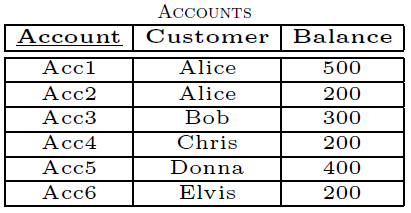 Accounts
Account Customer Balance
Acc1 Alice 500
Acc2 Alice 200
Acc3 Bob 300
Acc4 Chris 200
Acc5 Donna 400
Acc6 Elvis 200